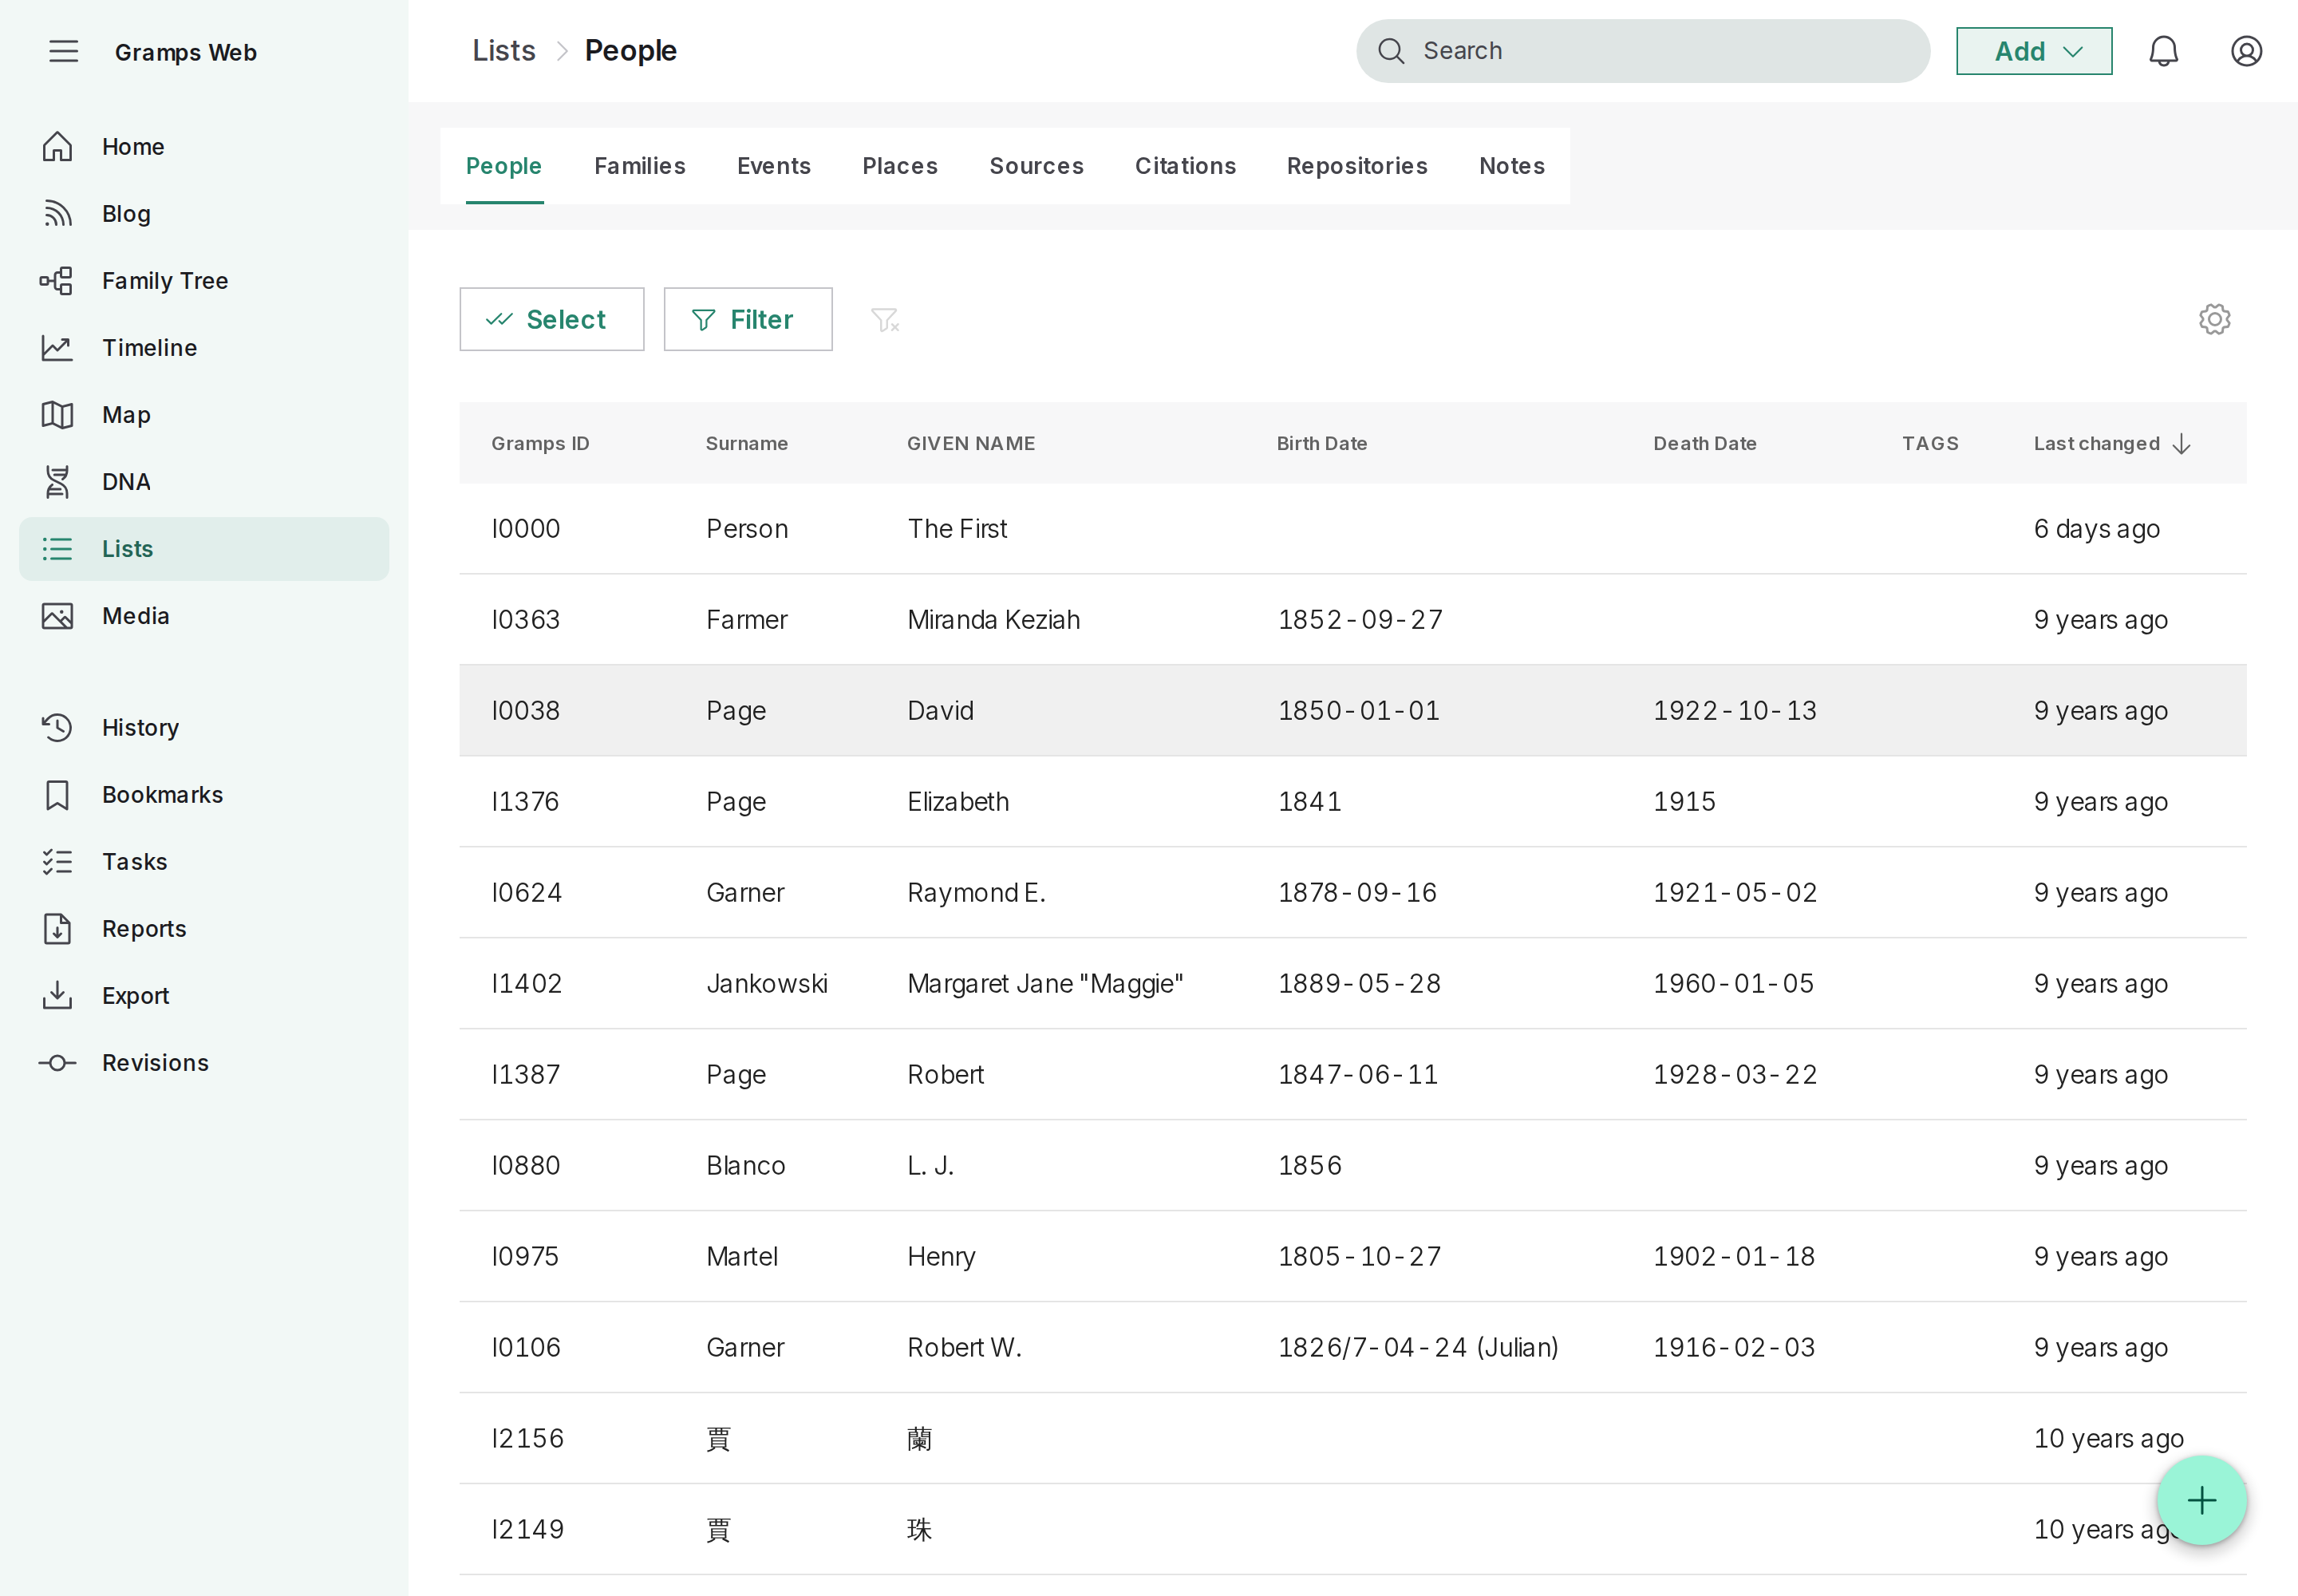 Gramps Web
Home
Blog
Family Tree
Timeline
Map
DNA
Lists
Media
History
Bookmarks
Tasks
Reports
Export
Revisions
Lists People
Search
Add
People Families Events Places Sources Citations Repositories Notes
Select Filter
Gramps ID Surname GIVEN NAME Birth Date Death Date TAGS Last changed
I0000 Person The First 6 days ago
I0363 Farmer Miranda Keziah 1852-09-27 9 years ago
I0038 Page David 1850-01-01 1922-10-13 9 years ago
I1376 Page Elizabeth 1841 1915 9 years ago
I0624 Garner Raymond E. 1878-09-16 1921-05-02 9 years ago
I1402 Jankowski Margaret Jane "Maggie" 1889-05-28 1960-01-05 9 years ago
I1387 Page Robert 1847-06-11 1928-03-22 9 years ago
I0880 Blanco L. J. 1856 9 years ago
I0975 Martel Henry 1805-10-27 1902-01-18 9 years ago
I0106 Garner Robert W. 1826/7-04-24 (Julian) 1916-02-03 9 years ago
I2156 賈 蘭 10 years ago
I2149 賈 珠 10 years ago